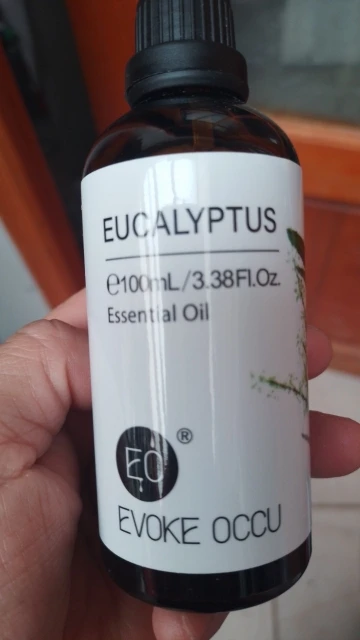 EUCALYPTUS
℮100mL/3.38Fl.Oz.
Essential Oil
EO®
EVOKE OCCU